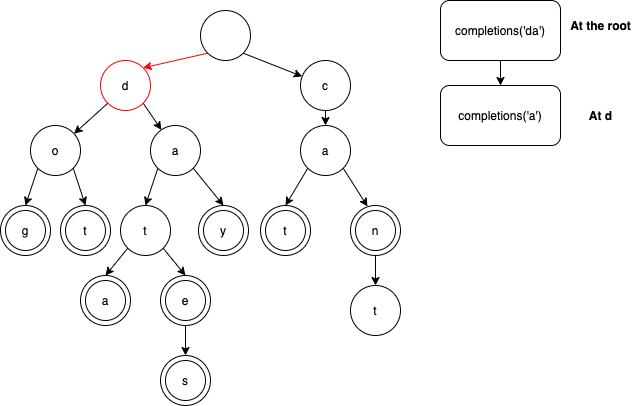 completions('da')
At the root
d
c
completions('a')
At d
o
a
a
g
t
t
y
t
n
a
e
t
s